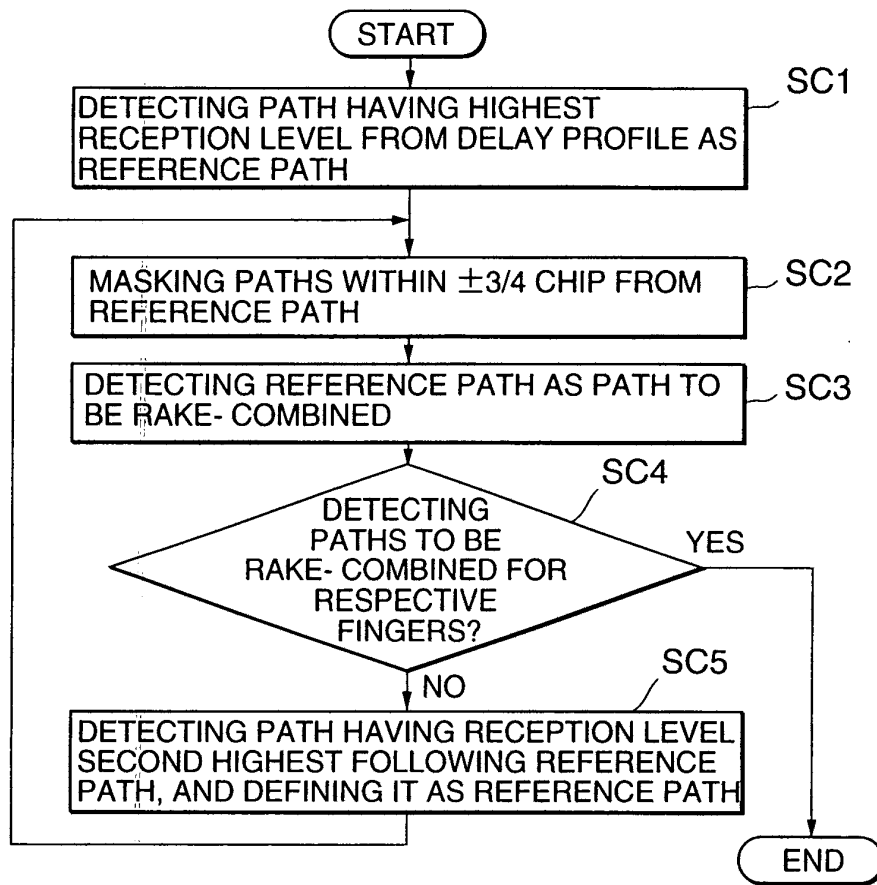 START
SC1
DETECTING PATH HAVING HIGHEST
RECEPTION LEVEL FROM DELAY PROFILE AS
REFERENCE PATH
SC2
MASKING PATHS WITHIN ±3/4 CHIP FROM
REFERENCE PATH
SC3
DETECTING REFERENCE PATH AS PATH TO
BE RAKE- COMBINED
SC4
DETECTING
PATHS TO BE
RAKE- COMBINED FOR
RESPECTIVE
FINGERS?
YES
NO
SC5
DETECTING PATH HAVING RECEPTION LEVEL
SECOND HIGHEST FOLLOWING REFERENCE
PATH, AND DEFINING IT AS REFERENCE PATH
END